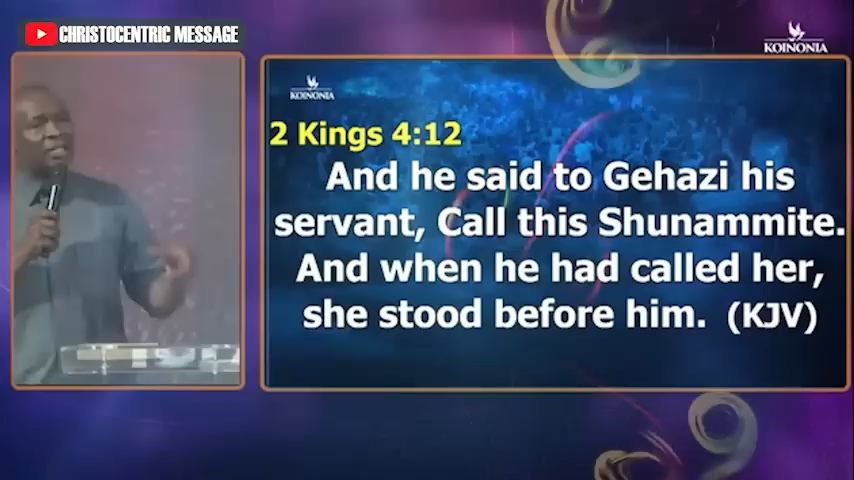 CHRISTOCENTRIC MESSAGE
KOINONIA
KOINONIA
2 Kings 4:12
And he said to Gehazi his
servant, Call this Shunammite.
And when he had called her,
she stood before him. (KJV)